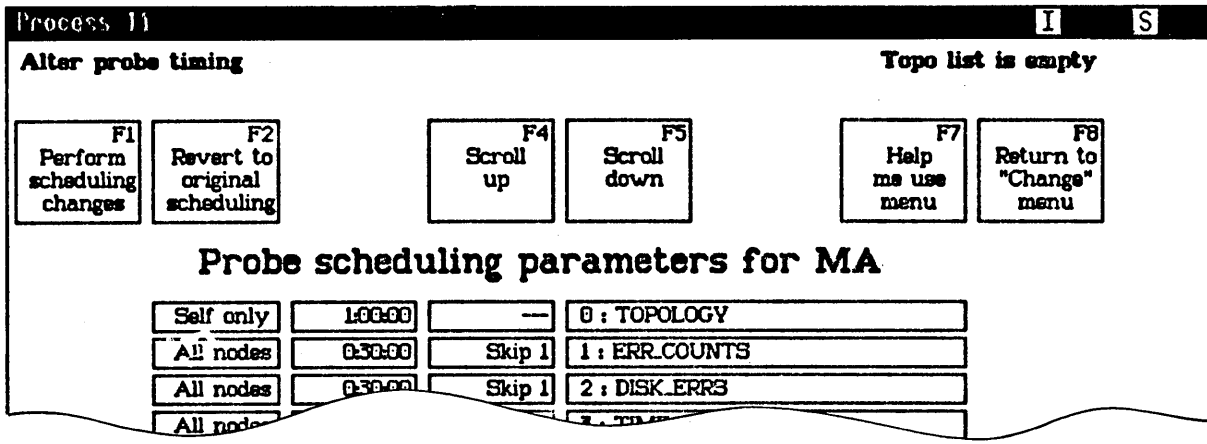 Process 11
I S
Alter probe timing
Topo list is empty
F1
Perform
scheduling
changes
F2
Revert to
original
scheduling
F4
Scroll
up
F5
Scroll
down
F7
Help
me use
menu
F8
Return to
"Change"
menu
Probe scheduling parameters for MA
Self only 1:00:00 --- 0 : TOPOLOGY
All nodes 0:30:00 Skip 1 1 : ERR_COUNTS
All nodes 0:30:00 Skip 1 2 : DISK_ERRS
All